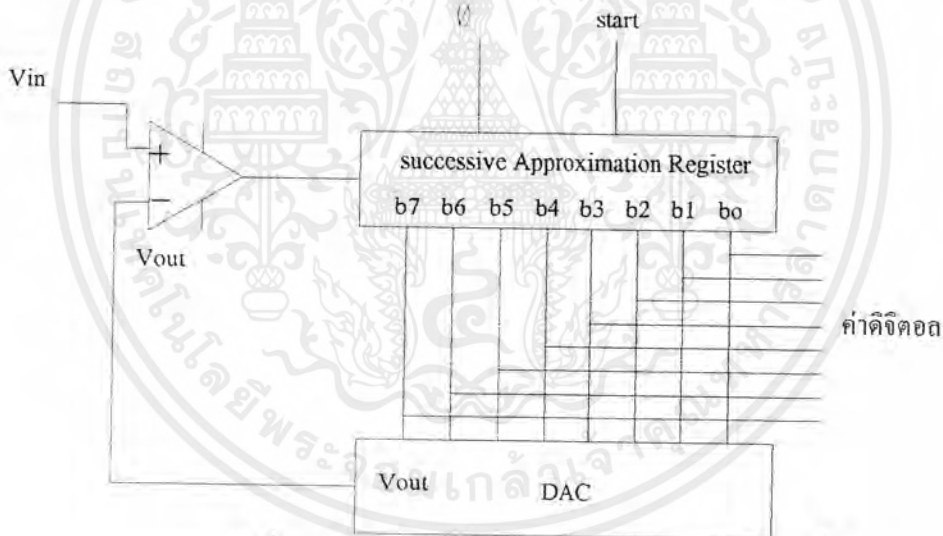 start
Vin
+
successive Approximation Register
b7 b6 b5 b4 b3 b2 b1 bo
−
Vout
ค่าดิจิตอล
Vout DAC